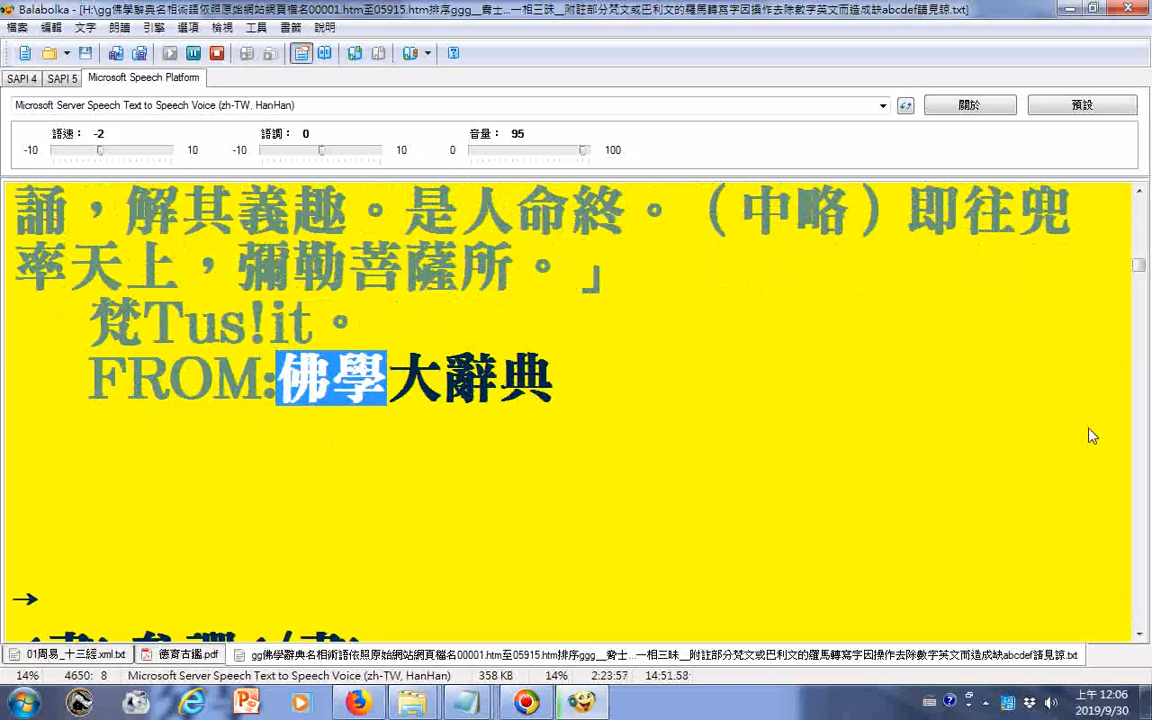 Balabolka - [H:\gg佛學辭典名相術語依照原始網站網頁檔名00001.htm至05915.htm排序ggg__脅士...一相三昧__附註部分梵文或巴利文的羅馬轉寫字因操作去除數字英文而造成缺abcdef請見諒.txt]
檔案 編輯 文字 朗讀 引擎 選項 檢視 工具 書籤 說明
SAPI 4 SAPI 5 Microsoft Speech Platform
Microsoft Server Speech Text to Speech Voice (zh-TW, HanHan) 關於 預設
語速： -2 語調： 0 音量： 95
-10 10 -10 10 0 100
誦，解其義趣。是人命終。（中略）即往兜
率天上，彌勒菩薩所。」
梵Tus!it。
FROM:佛學大辭典
→
01周易_十三經.xml.txt 德育古鑑.pdf gg佛學辭典名相術語依照原始網站網頁檔名00001.htm至05915.htm排序ggg__脅士...一相三昧__附註部分梵文或巴利文的羅馬轉寫字因操作去除數字英文而造成缺abcdef請見諒.txt
14% 4650: 8 Microsoft Server Speech Text to Speech Voice (zh-TW, HanHan) 358 KB 14% 2:23:57 14:51.58
上午 12:06
2019/9/30